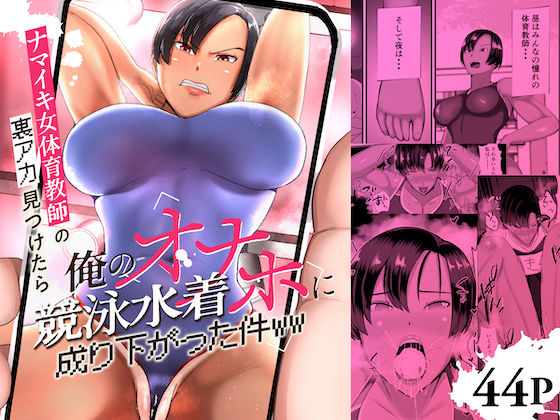 ナマイキ女体育教師の
裏アカ見つけたら
俺のオナホに
競泳水着
成り下がった件ww
昼はみんなの憧れの
体育教師・・・
そして夜は・・・
44P